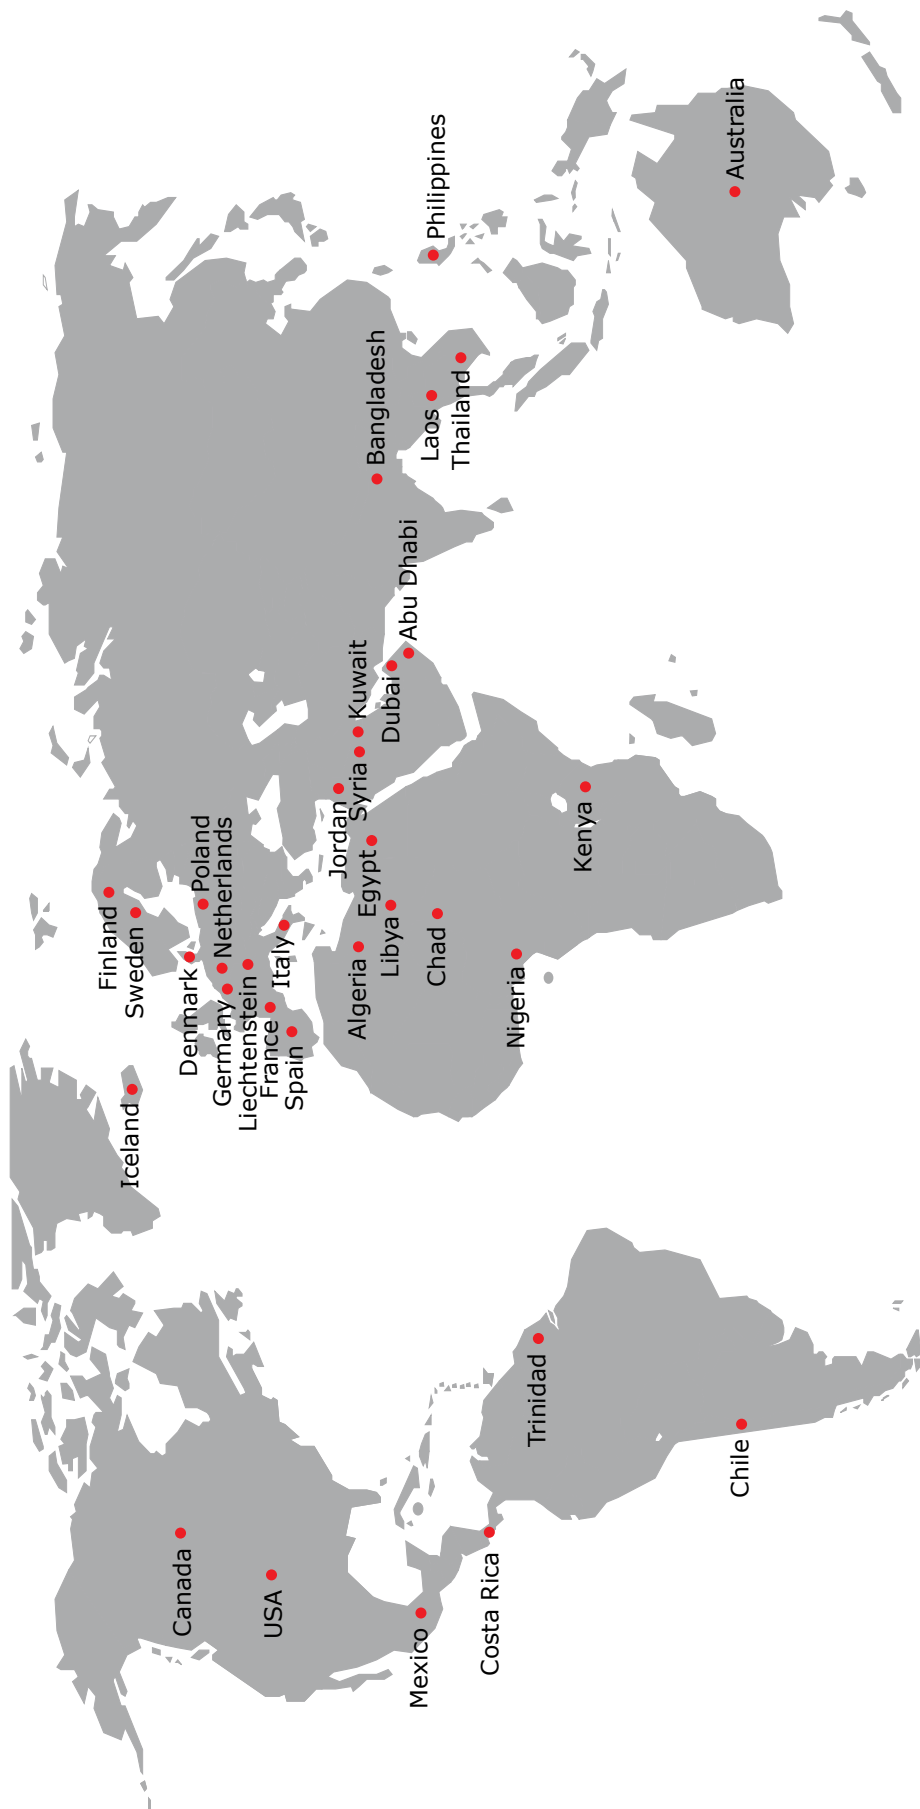 Canada
USA
Mexico
Costa Rica
Trinidad
Chile
Iceland
Finland
Sweden
Denmark
Poland
Netherlands
Germany
Liechtenstein
France
Spain
Italy
Algeria
Libya
Egypt
Chad
Nigeria
Kenya
Jordan
Syria
Kuwait
Dubai
Abu Dhabi
Bangladesh
Laos
Thailand
Philippines
Australia